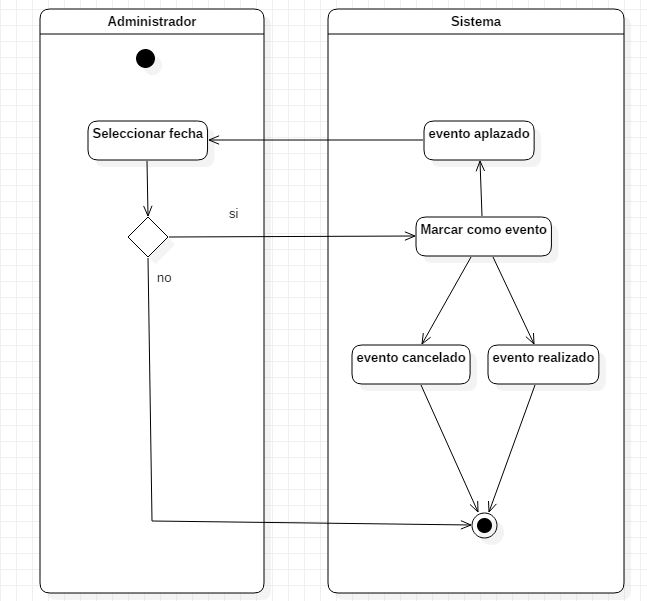 Administrador
Sistema
Seleccionar fecha
evento aplazado
si
Marcar como evento
no
evento cancelado
evento realizado